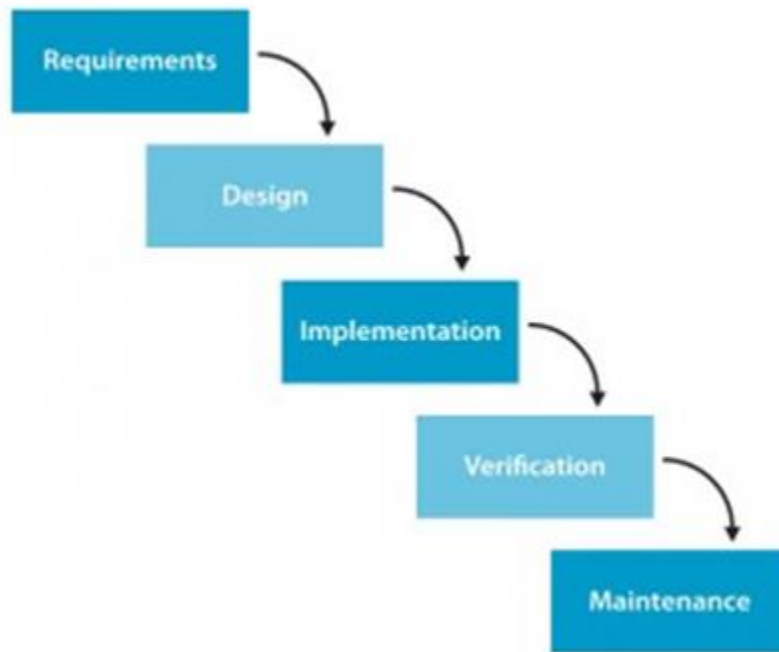 Requirements
Design
Implementation
Verification
Maintenance